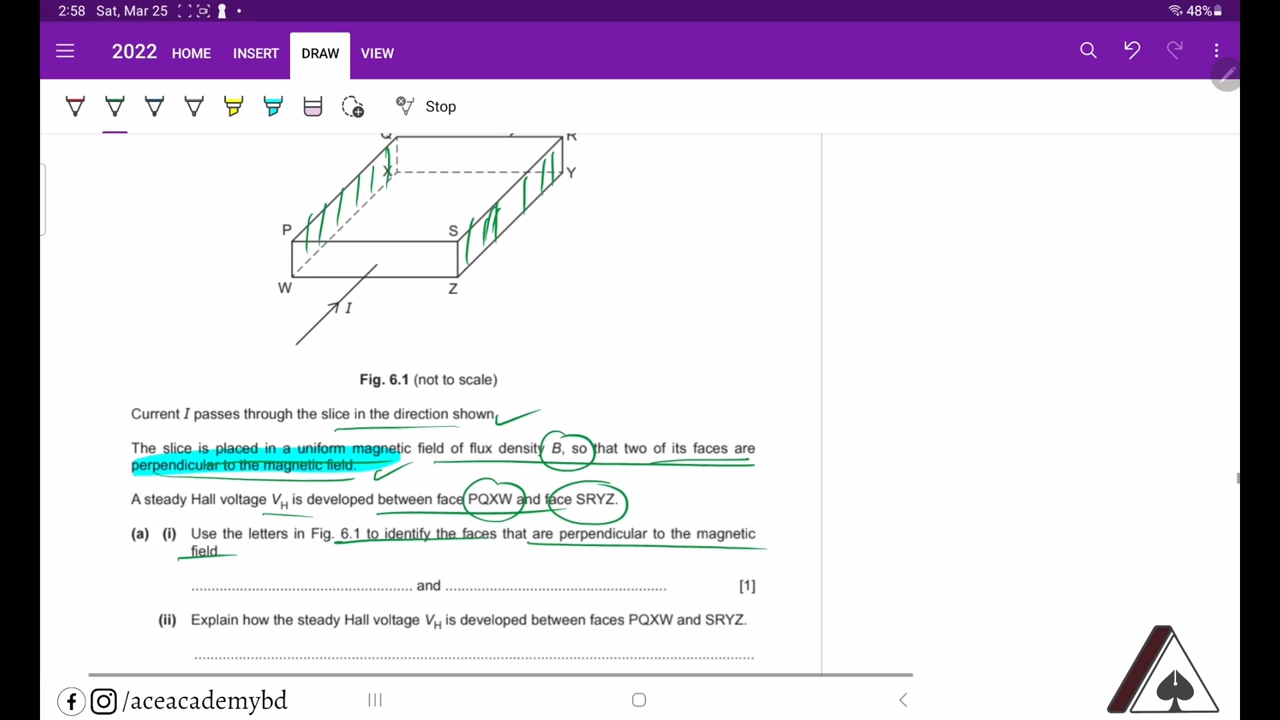 2:58 Sat, Mar 25
48%
2022 HOME INSERT DRAW VIEW
Stop
R
X
Y
P
S
W
Z
I
Fig. 6.1 (not to scale)
Current I passes through the slice in the direction shown.
The slice is placed in a uniform magnetic field of flux density B, so that two of its faces are
perpendicular to the magnetic field.
A steady Hall voltage VH is developed between face PQXW and face SRYZ.
(a) (i) Use the letters in Fig. 6.1 to identify the faces that are perpendicular to the magnetic
field.
.................................................. and .................................................. [1]
(ii) Explain how the steady Hall voltage VH is developed between faces PQXW and SRYZ.
/aceacademybd